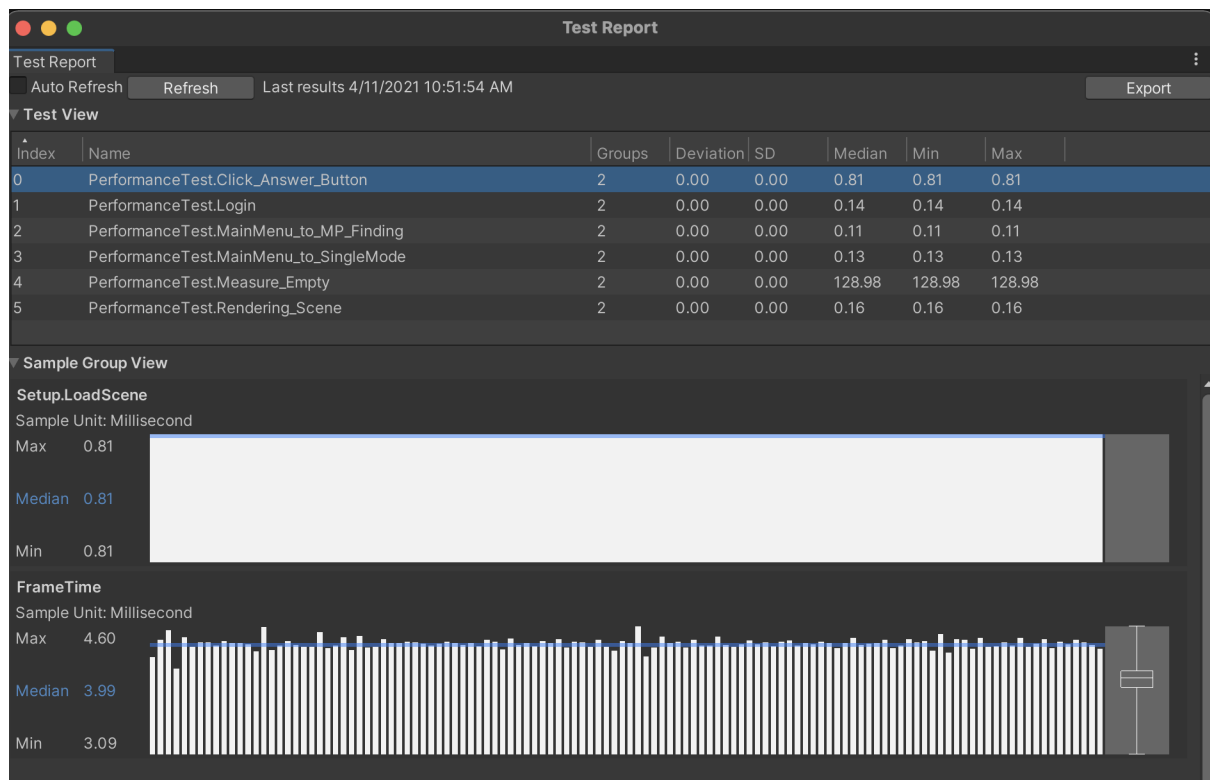 Test Report
Test Report
Auto Refresh Refresh Last results 4/11/2021 10:51:54 AM Export
Test View
Index Name Groups Deviation SD Median Min Max
0 PerformanceTest.Click_Answer_Button 2 0.00 0.00 0.81 0.81 0.81
1 PerformanceTest.Login 2 0.00 0.00 0.14 0.14 0.14
2 PerformanceTest.MainMenu_to_MP_Finding 2 0.00 0.00 0.11 0.11 0.11
3 PerformanceTest.MainMenu_to_SingleMode 2 0.00 0.00 0.13 0.13 0.13
4 PerformanceTest.Measure_Empty 2 0.00 0.00 128.98 128.98 128.98
5 PerformanceTest.Rendering_Scene 2 0.00 0.00 0.16 0.16 0.16
Sample Group View
Setup.LoadScene
Sample Unit: Millisecond
Max 0.81
Median 0.81
Min 0.81
FrameTime
Sample Unit: Millisecond
Max 4.60
Median 3.99
Min 3.09